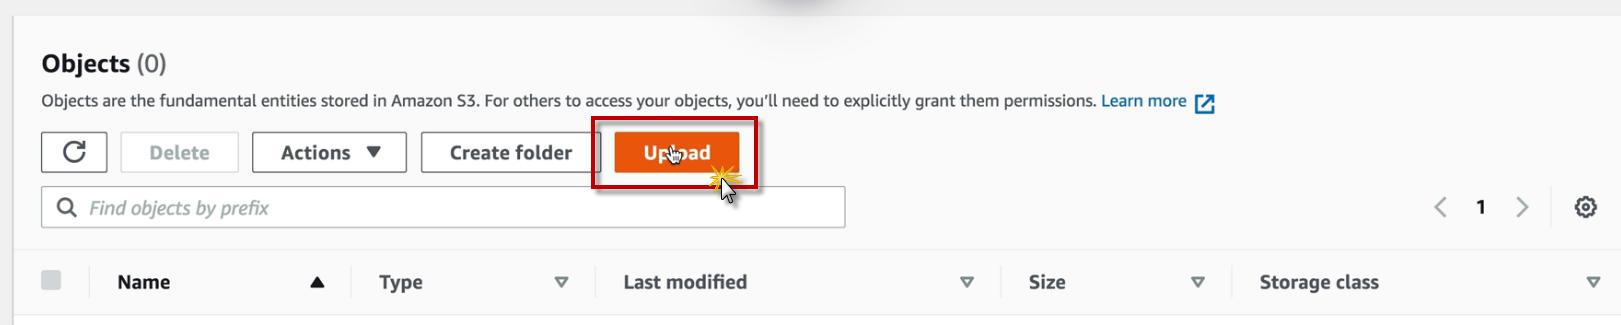 Objects (0)
Objects are the fundamental entities stored in Amazon S3. For others to access your objects, you'll need to explicitly grant them permissions. Learn more
Delete Actions Create folder Upload
Find objects by prefix 1
Name Type Last modified Size Storage class